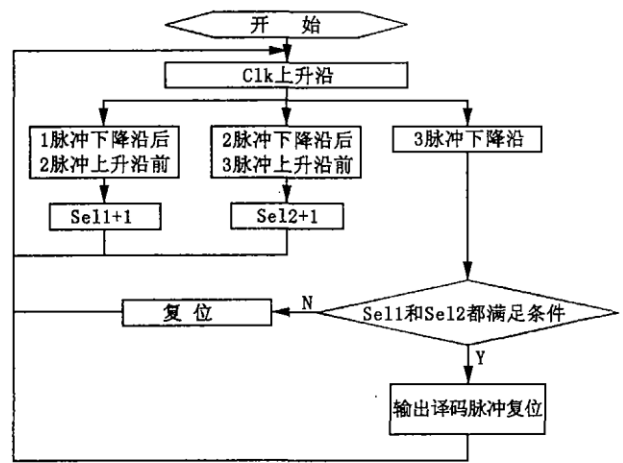 开 始
Clk上升沿
1脉冲下降沿后
2脉冲上升沿前
2脉冲下降沿后
3脉冲上升沿前
3脉冲下降沿
Sel1+1
Sel2+1
复 位
N
Sel1和Sel2都满足条件
Y
输出译码脉冲复位